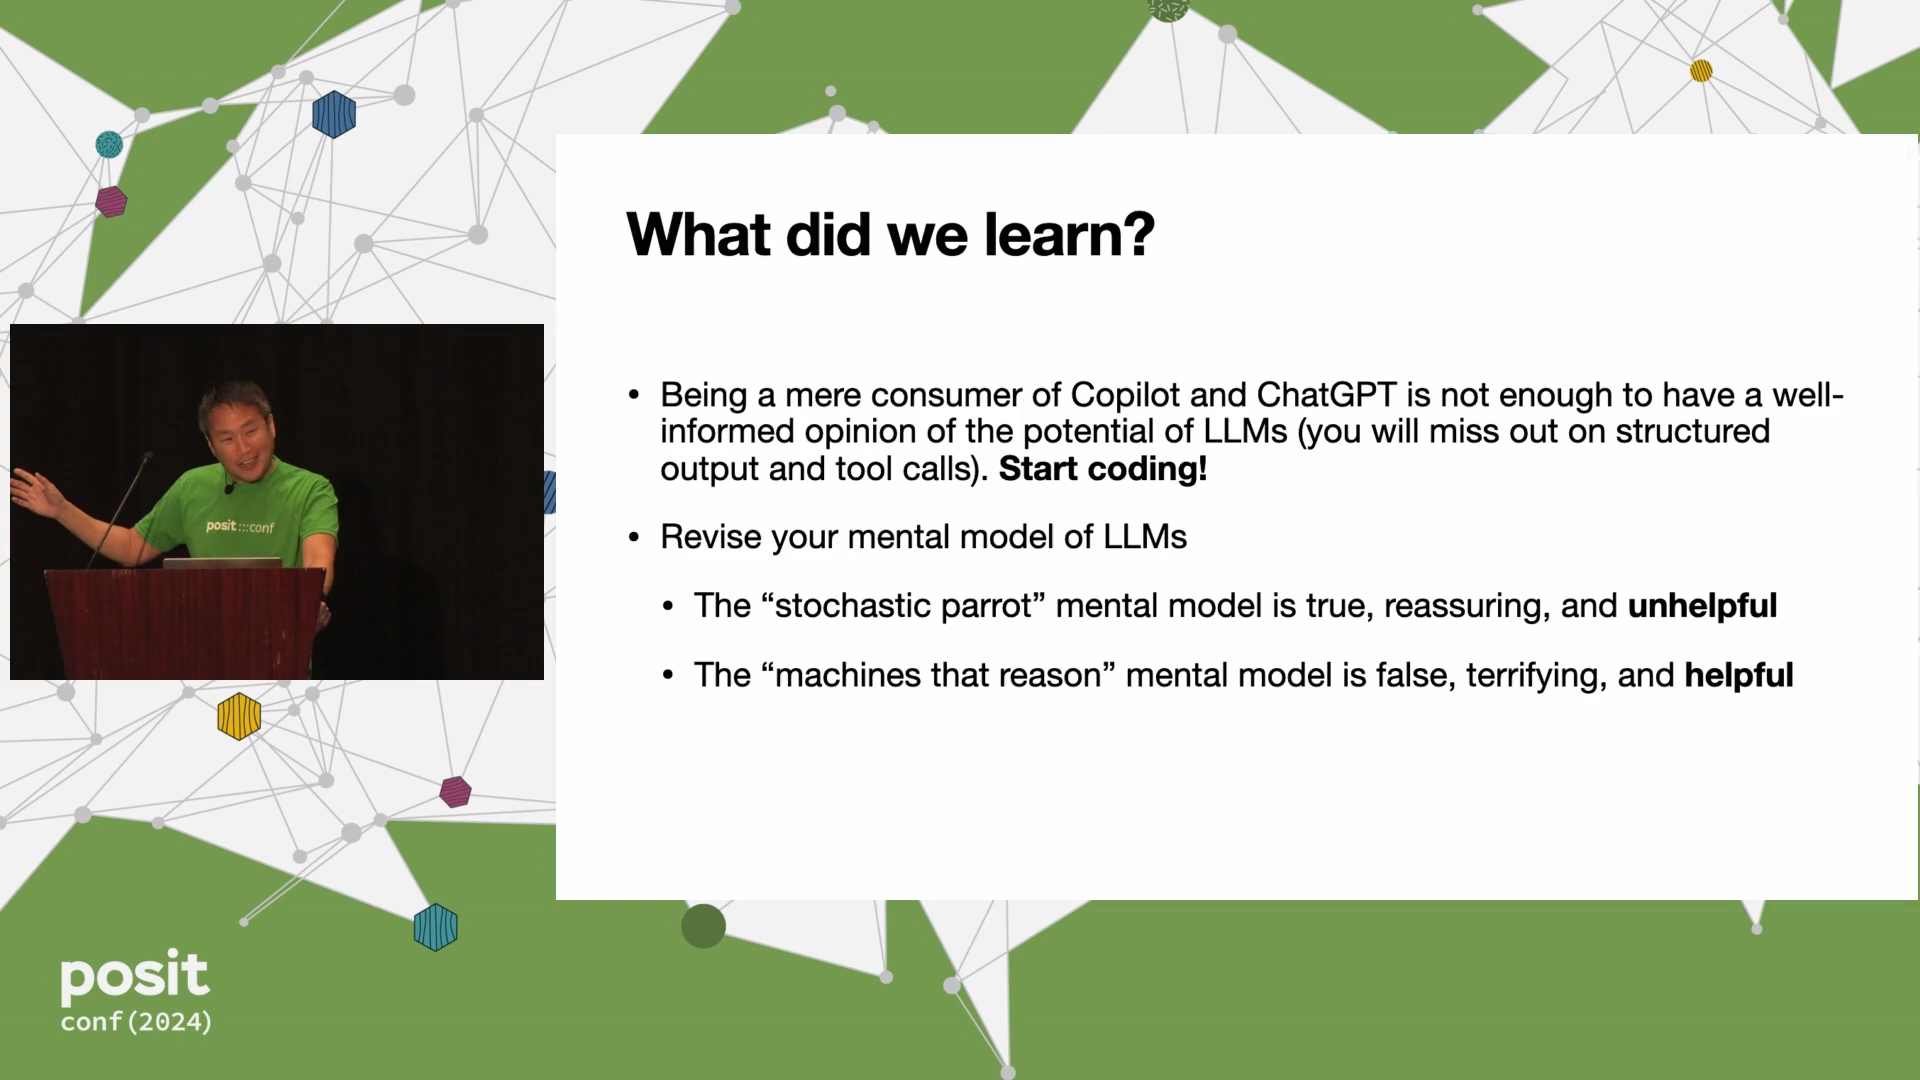 What did we learn?
• Being a mere consumer of Copilot and ChatGPT is not enough to have a well-
informed opinion of the potential of LLMs (you will miss out on structured
output and tool calls). Start coding!
• Revise your mental model of LLMs
• The “stochastic parrot” mental model is true, reassuring, and unhelpful
• The “machines that reason” mental model is false, terrifying, and helpful
posit:::conf
posit
conf(2024)